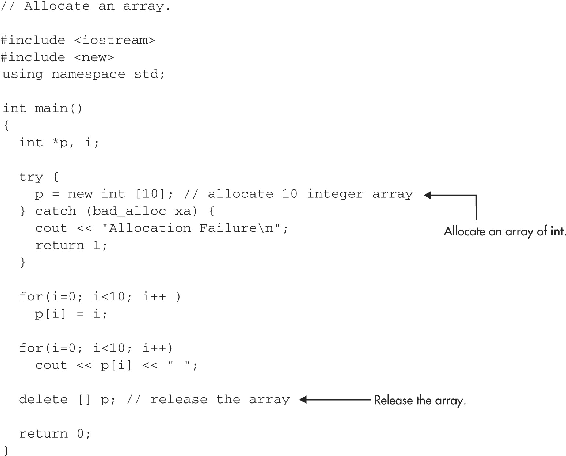 // Allocate an array.
#include <iostream>
#include <new>
using namespace std;
int main()
{
int *p, i;
try {
p = new int [10]; // allocate 10 integer array
} catch (bad_alloc xa) {
cout << "Allocation Failure\n";
return 1;
}
Allocate an array of int.
for(i=0; i<10; i++ )
p[i] = i;
for(i=0; i<10; i++)
cout << p[i] << " ";
delete [] p; // release the array
Release the array.
return 0;
}